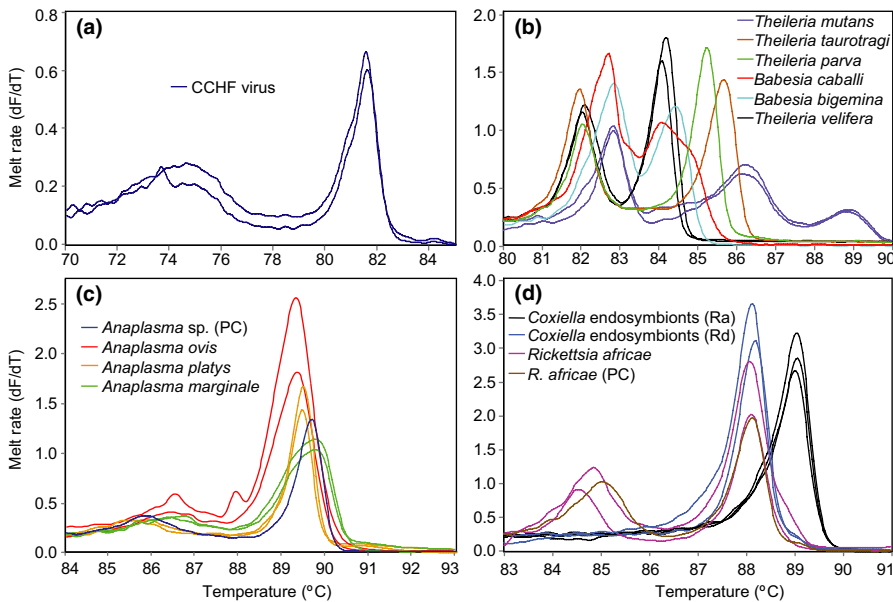 (a)
CCHF virus
Melt rate (dF/dT)
0.8
0.6
0.4
0.2
0.0
70 72 74 76 78 80 82 84
(b)
Theileria mutans
Theileria taurotragi
Theileria parva
Babesia caballi
Babesia bigemina
Theileria velifera
2.0
1.5
1.0
0.5
0.0
80 81 82 83 84 85 86 87 88 89 90
(c)
Anaplasma sp. (PC)
Anaplasma ovis
Anaplasma platys
Anaplasma marginale
Melt rate (dF/dT)
2.5
2.0
1.5
1.0
0.5
0.0
84 85 86 87 88 89 90 91 92 93
Temperature (°C)
(d)
Coxiella endosymbionts (Ra)
Coxiella endosymbionts (Rd)
Rickettsia africae
R. africae (PC)
4.0
3.5
3.0
2.5
2.0
1.5
1.0
0.5
0.0
83 84 85 86 87 88 89 90 91
Temperature (°C)